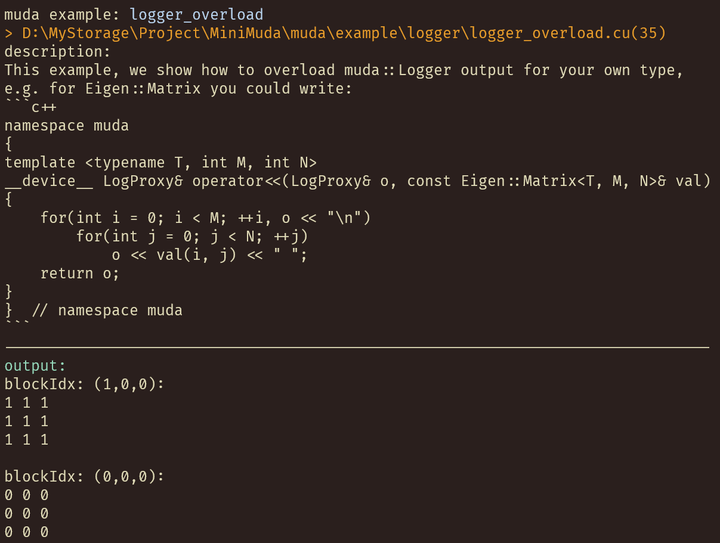 muda example: logger_overload
> D:\MyStorage\Project\MiniMuda\muda\example\logger\logger_overload.cu(35)
description:
This example, we show how to overload muda::Logger output for your own type,
e.g. for Eigen::Matrix you could write:
```c++
namespace muda
{
template <typename T, int M, int N>
__device__ LogProxy& operator<<(LogProxy& o, const Eigen::Matrix<T, M, N>& val)
{
    for(int i = 0; i < M; ++i, o << "\n")
        for(int j = 0; j < N; ++j)
            o << val(i, j) << " ";
    return o;
}
}  // namespace muda
```
output:
blockIdx: (1,0,0):
1 1 1
1 1 1
1 1 1
blockIdx: (0,0,0):
0 0 0
0 0 0
0 0 0